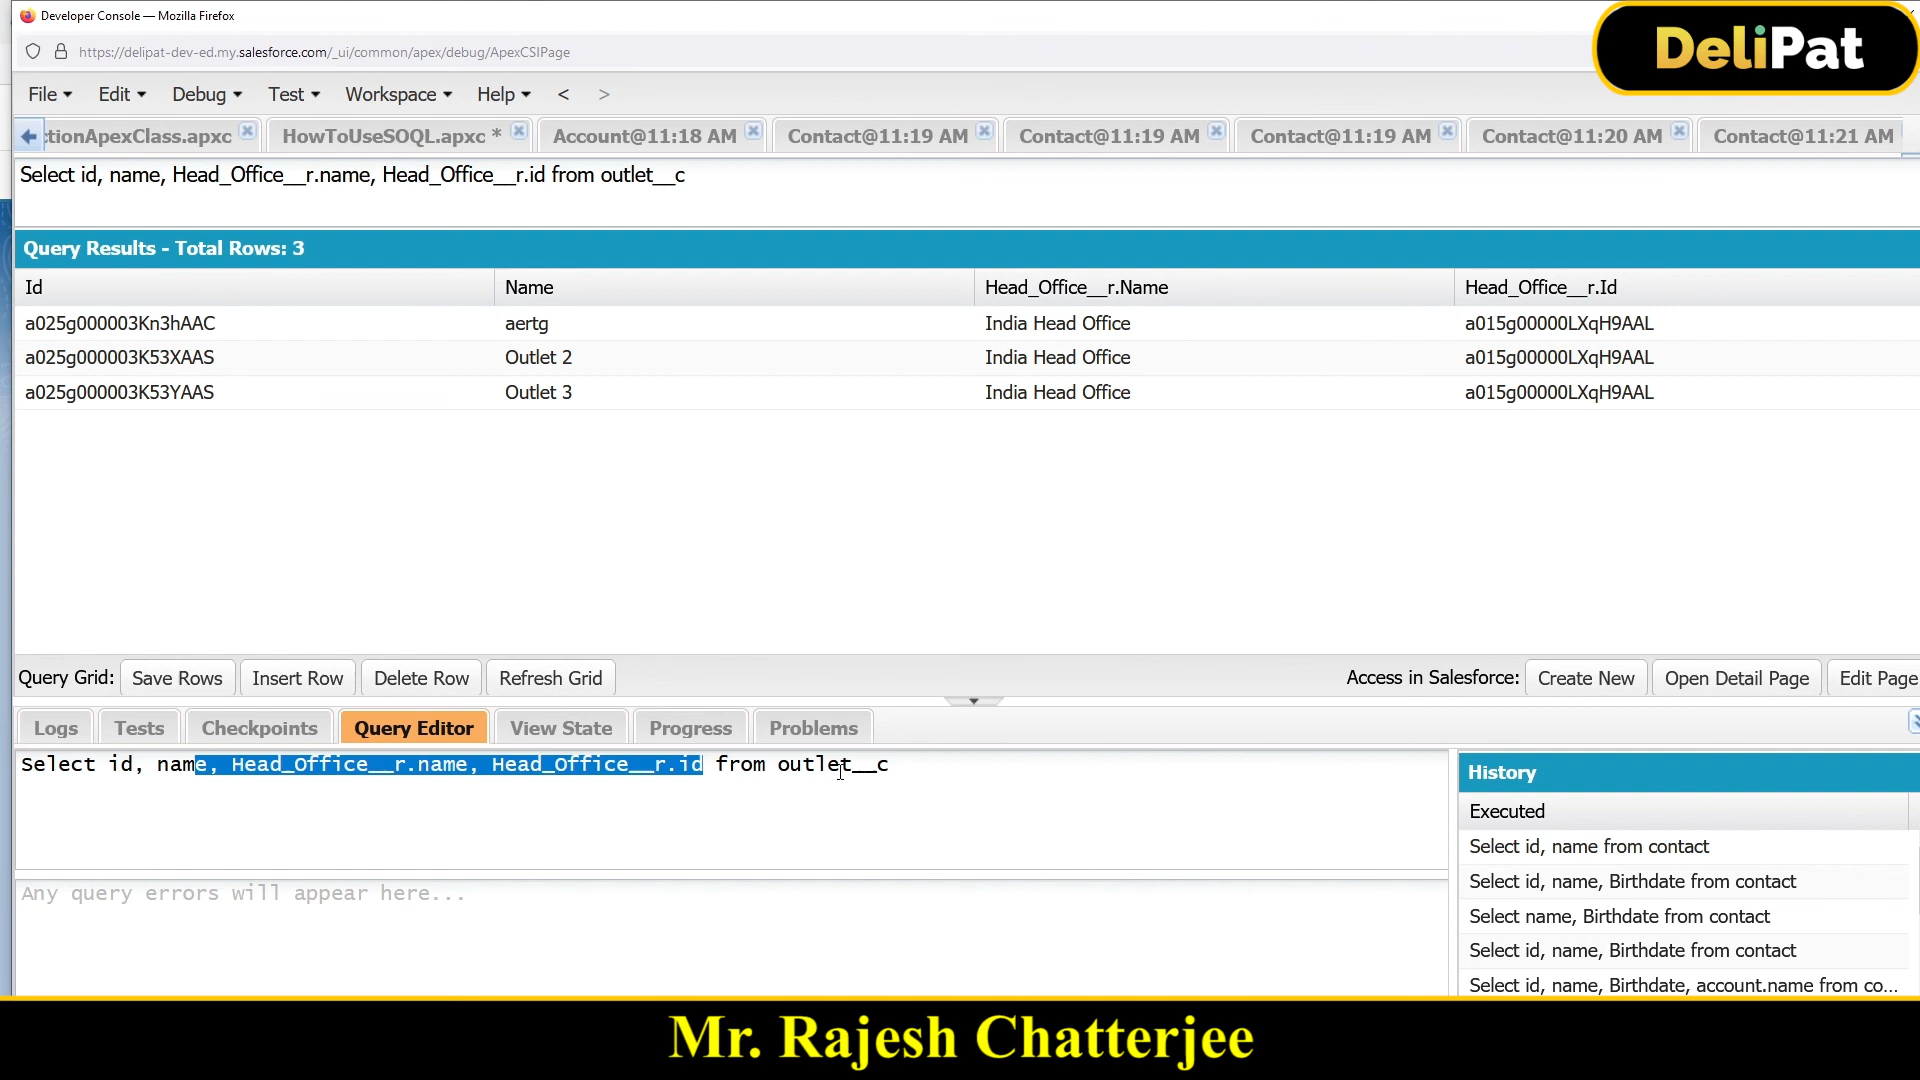 Developer Console — Mozilla Firefox
DeliPat
https://delipat-dev-ed.my.salesforce.com/_ui/common/apex/debug/ApexCSIPage
File Edit Debug Test Workspace Help < >
ctionApexClass.apxc HowToUseSOQL.apxc * Account@11:18 AM Contact@11:19 AM Contact@11:19 AM Contact@11:19 AM Contact@11:20 AM Contact@11:21 AM
Select id, name, Head_Office__r.name, Head_Office__r.id from outlet__c
Query Results - Total Rows: 3
Id Name Head_Office__r.Name Head_Office__r.Id
a025g000003Kn3hAAC aertg India Head Office a015g00000LXqH9AAL
a025g000003K53XAAS Outlet 2 India Head Office a015g00000LXqH9AAL
a025g000003K53YAAS Outlet 3 India Head Office a015g00000LXqH9AAL
Query Grid: Save Rows Insert Row Delete Row Refresh Grid Access in Salesforce: Create New Open Detail Page Edit Page
Logs Tests Checkpoints Query Editor View State Progress Problems
Select id, name, Head_Office__r.name, Head_Office__r.id from outlet__c
Any query errors will appear here...
History
Executed
Select id, name from contact
Select id, name, Birthdate from contact
Select name, Birthdate from contact
Select id, name, Birthdate from contact
Select id, name, Birthdate, account.name from co...
Mr. Rajesh Chatterjee